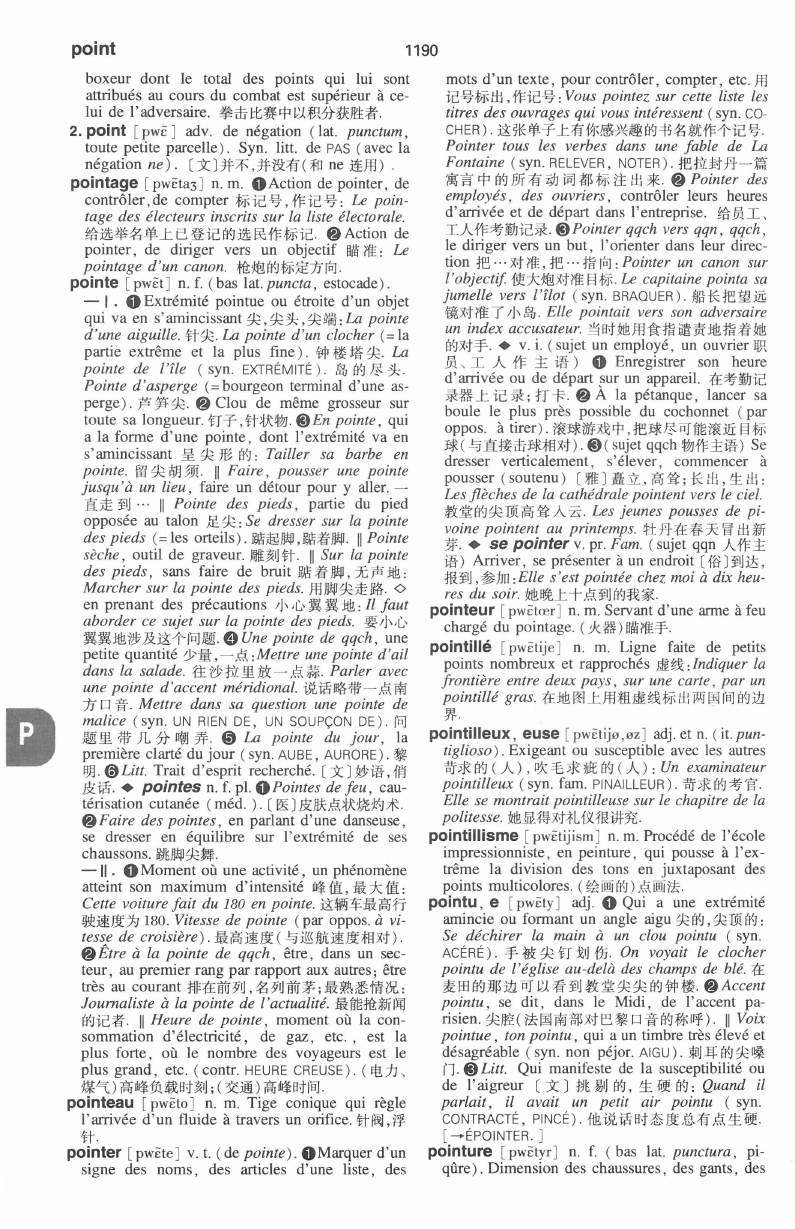 point
1190
boxeur dont le total des points qui lui sont
attribués au cours du combat est supérieur à ce-
lui de l'adversaire. 拳击比赛中以积分获胜者.
2. point [pwɛ̃] adv. de négation (lat. punctum,
toute petite parcelle). Syn. litt. de PAS (avec la
négation ne). 〔文〕并不,并没有(和 ne 连用) .
pointage [pwɛ̃taʒ] n. m. ❶Action de pointer, de
contrôler,de compter 标记号,作记号: Le poin-
tage des électeurs inscrits sur la liste électorale.
给选举名单上已登记的选民作标记. ❷Action de
pointer, de diriger vers un objectif 瞄准: Le
pointage d'un canon. 枪炮的标定方向.
pointe [pwɛ̃t] n. f. (bas lat. puncta, estocade).
—Ⅰ. ❶Extrémité pointue ou étroite d'un objet
qui va en s'amincissant 尖,尖头,尖端: La pointe
d'une aiguille. 针尖. La pointe d'un clocher (= la
partie extrême et la plus fine). 钟楼塔尖. La
pointe de l'île ( syn. EXTRÉMITÉ). 岛的尽头.
Pointe d'asperge (= bourgeon terminal d'une as-
perge). 芦笋尖. ❷ Clou de même grosseur sur
toute sa longueur. 钉子,针状物. ❸En pointe, qui
a la forme d'une pointe, dont l'extrémité va en
s'amincissant 呈尖形的: Tailler sa barbe en
pointe. 留尖胡须. ‖ Faire, pousser une pointe
jusqu'à un lieu, faire un détour pour y aller. 一
直走到… ‖ Pointe des pieds, partie du pied
opposée au talon 足尖: Se dresser sur la pointe
des pieds (= les orteils). 踮起脚,踮着脚. ‖ Pointe
sèche, outil de graveur. 雕刻针. ‖ Sur la pointe
des pieds, sans faire de bruit 踮着脚,无声地:
Marcher sur la pointe des pieds. 用脚尖走路. ◇
en prenant des précautions 小心翼翼地: Il faut
aborder ce sujet sur la pointe des pieds. 要小心
翼翼地涉及这个问题. ❹Une pointe de qqch, une
petite quantité 少量,一点: Mettre une pointe d'ail
dans la salade. 往沙拉里放一点蒜. Parler avec
une pointe d'accent méridional. 说话略带一点南
方口音. Mettre dans sa question une pointe de
malice (syn. UN RIEN DE, UN SOUPÇON DE). 问
题里带几分嘲弄. ❺ La pointe du jour, la
première clarté du jour (syn. AUBE, AURORE). 黎
明. ❻Litt. Trait d'esprit recherché. 〔文〕妙语,俏
皮话. ◆ pointes n. f. pl. ❶Pointes de feu, cau-
térisation cutanée (méd. ). 〔医〕皮肤点状烧灼术.
❷Faire des pointes, en parlant d'une danseuse,
se dresser en équilibre sur l'extrémité de ses
chaussons. 跳脚尖舞.
—Ⅱ. ❶Moment où une activité, un phénomène
atteint son maximum d'intensité 峰值,最大值:
Cette voiture fait du 180 en pointe. 这辆车最高行
驶速度为180. Vitesse de pointe (par oppos. à vi-
tesse de croisière). 最高速度(与巡航速度相对).
❷Être à la pointe de qqch, être, dans un sec-
teur, au premier rang par rapport aux autres; être
très au courant 排在前列,名列前茅;最熟悉情况:
Journaliste à la pointe de l'actualité. 最能抢新闻
的记者. ‖ Heure de pointe, moment où la con-
sommation d'électricité, de gaz, etc. , est la
plus forte, où le nombre des voyageurs est le
plus grand, etc. (contr. HEURE CREUSE). (电力、
煤气)高峰负载时刻;(交通)高峰时间.
pointeau [pwɛ̃to] n. m. Tige conique qui règle
l'arrivée d'un fluide à travers un orifice. 针阀,浮
针.
pointer [pwɛ̃te] v. t. (de pointe). ❶Marquer d'un
signe des noms, des articles d'une liste, des
mots d'un texte, pour contrôler, compter, etc. 用
记号标出,作记号: Vous pointez sur cette liste les
titres des ouvrages qui vous intéressent (syn. CO-
CHER). 这张单子上有你感兴趣的书名就作个记号.
Pointer tous les verbes dans une fable de La
Fontaine (syn. RELEVER, NOTER). 把拉封丹一篇
寓言中的所有动词都标注出来. ❷ Pointer des
employés, des ouvriers, contrôler leurs heures
d'arrivée et de départ dans l'entreprise. 给员工、
工人作考勤记录. ❸Pointer qqch vers qqn, qqch,
le diriger vers un but, l'orienter dans leur direc-
tion 把…对准,把…指向: Pointer un canon sur
l'objectif. 使大炮对准目标. Le capitaine pointa sa
jumelle vers l'îlot (syn. BRAQUER). 船长把望远
镜对准了小岛. Elle pointait vers son adversaire
un index accusateur. 当时她用食指谴责地指着她
的对手. ◆ v. i. (sujet un employé, un ouvrier 职
员、工人作主语) ❶ Enregistrer son heure
d'arrivée ou de départ sur un appareil. 在考勤记
录器上记录;打卡. ❷ À la pétanque, lancer sa
boule le plus près possible du cochonnet (par
oppos. à tirer). 滚球游戏中,把球尽可能滚近目标
球(与直接击球相对). ❸(sujet qqch 物作主语) Se
dresser verticalement, s'élever, commencer à
pousser (soutenu) 〔雅〕矗立,高耸;长出,生出:
Les flèches de la cathédrale pointent vers le ciel.
教堂的尖顶高耸入云. Les jeunes pousses de pi-
voine pointent au printemps. 牡丹在春天冒出新
芽. ◆ se pointer v. pr. Fam. (sujet qqn 人作主
语) Arriver, se présenter à un endroit〔俗〕到达,
报到,参加: Elle s'est pointée chez moi à dix heu-
res du soir. 她晚上十点到的我家.
pointeur [pwɛ̃tœr] n. m. Servant d'une arme à feu
chargé du pointage. (火器)瞄准手.
pointillé [pwɛ̃tije] n. m. Ligne faite de petits
points nombreux et rapprochés 虚线: Indiquer la
frontière entre deux pays, sur une carte, par un
pointillé gras. 在地图上用粗虚线标出两国间的边
界.
pointilleux, euse [pwɛ̃tijø,øz] adj. et n. (it. pun-
tiglioso). Exigeant ou susceptible avec les autres
苛求的(人),吹毛求疵的(人): Un examinateur
pointilleux (syn. fam. PINAILLEUR). 苛求的考官.
Elle se montrait pointilleuse sur le chapitre de la
politesse. 她显得对礼仪很讲究.
pointillisme [pwɛ̃tijism] n. m. Procédé de l'école
impressionniste, en peinture, qui pousse à l'ex-
trême la division des tons en juxtaposant des
points multicolores. (绘画的)点画法.
pointu, e [pwɛ̃ty] adj. ❶ Qui a une extrémité
amincie ou formant un angle aigu 尖的,尖顶的:
Se déchirer la main à un clou pointu ( syn.
ACÉRÉ). 手被尖钉划伤. On voyait le clocher
pointu de l'église au-delà des champs de blé. 在
麦田的那边可以看到教堂尖尖的钟楼. ❷Accent
pointu, se dit, dans le Midi, de l'accent pa-
risien. 尖腔(法国南部对巴黎口音的称呼). ‖ Voix
pointue, ton pointu, qui a un timbre très élevé et
désagréable (syn. non péjor. AIGU). 刺耳的尖嗓
门. ❸Litt. Qui manifeste de la susceptibilité ou
de l'aigreur 〔文〕挑剔的,生硬的: Quand il
parlait, il avait un petit air pointu ( syn.
CONTRACTÉ, PINCÉ). 他说话时态度总有点生硬.
[→ÉPOINTER. ]
pointure [pwɛ̃tyr] n. f. ( bas lat. punctura, pi-
qûre). Dimension des chaussures, des gants, des
P